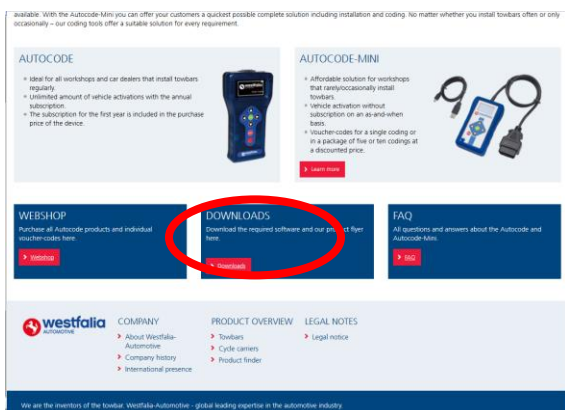 available. With the Autocode-Mini you can offer your customers a quickest possible complete solution including installation and coding. No matter whether you install towbars often or only
occasionally – our coding tools offer a suitable solution for every requirement.
AUTOCODE
Ideal for all workshops and car dealers that install towbars
regularly.
Unlimited amount of vehicle activations with the annual
subscription.
The subscription for the first year is included in the purchase
price of the device.
AUTOCODE-MINI
Affordable solution for workshops
that rarely/occasionally install
towbars.
Vehicle activation without
subscription on an as-and-when
basis.
Voucher-codes for a single coding or
in a package of five or ten codings at
a discounted price.
Learn more
WEBSHOP
Purchase all Autocode products and individual
voucher-codes here.
Webshop
DOWNLOADS
Download the required software and our product flyer
here.
Downloads
FAQ
All questions and answers about the Autocode and
Autocode-Mini.
FAQ
westfalia
AUTOMOTIVE
COMPANY
About Westfalia-
Automotive
Company history
International presence
PRODUCT OVERVIEW
Towbars
Cycle carriers
Product finder
LEGAL NOTES
Legal notice
We are the inventors of the towbar. Westfalia-Automotive - global leading expertise in the automotive industry